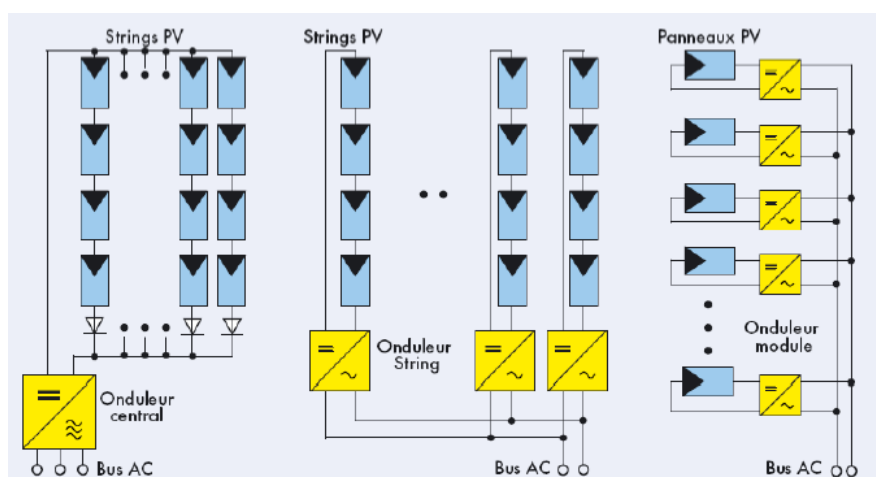 Strings PV
Strings PV
Panneaux PV
Onduleur
central
Onduleur
String
Onduleur
module
Bus AC
Bus AC
Bus AC